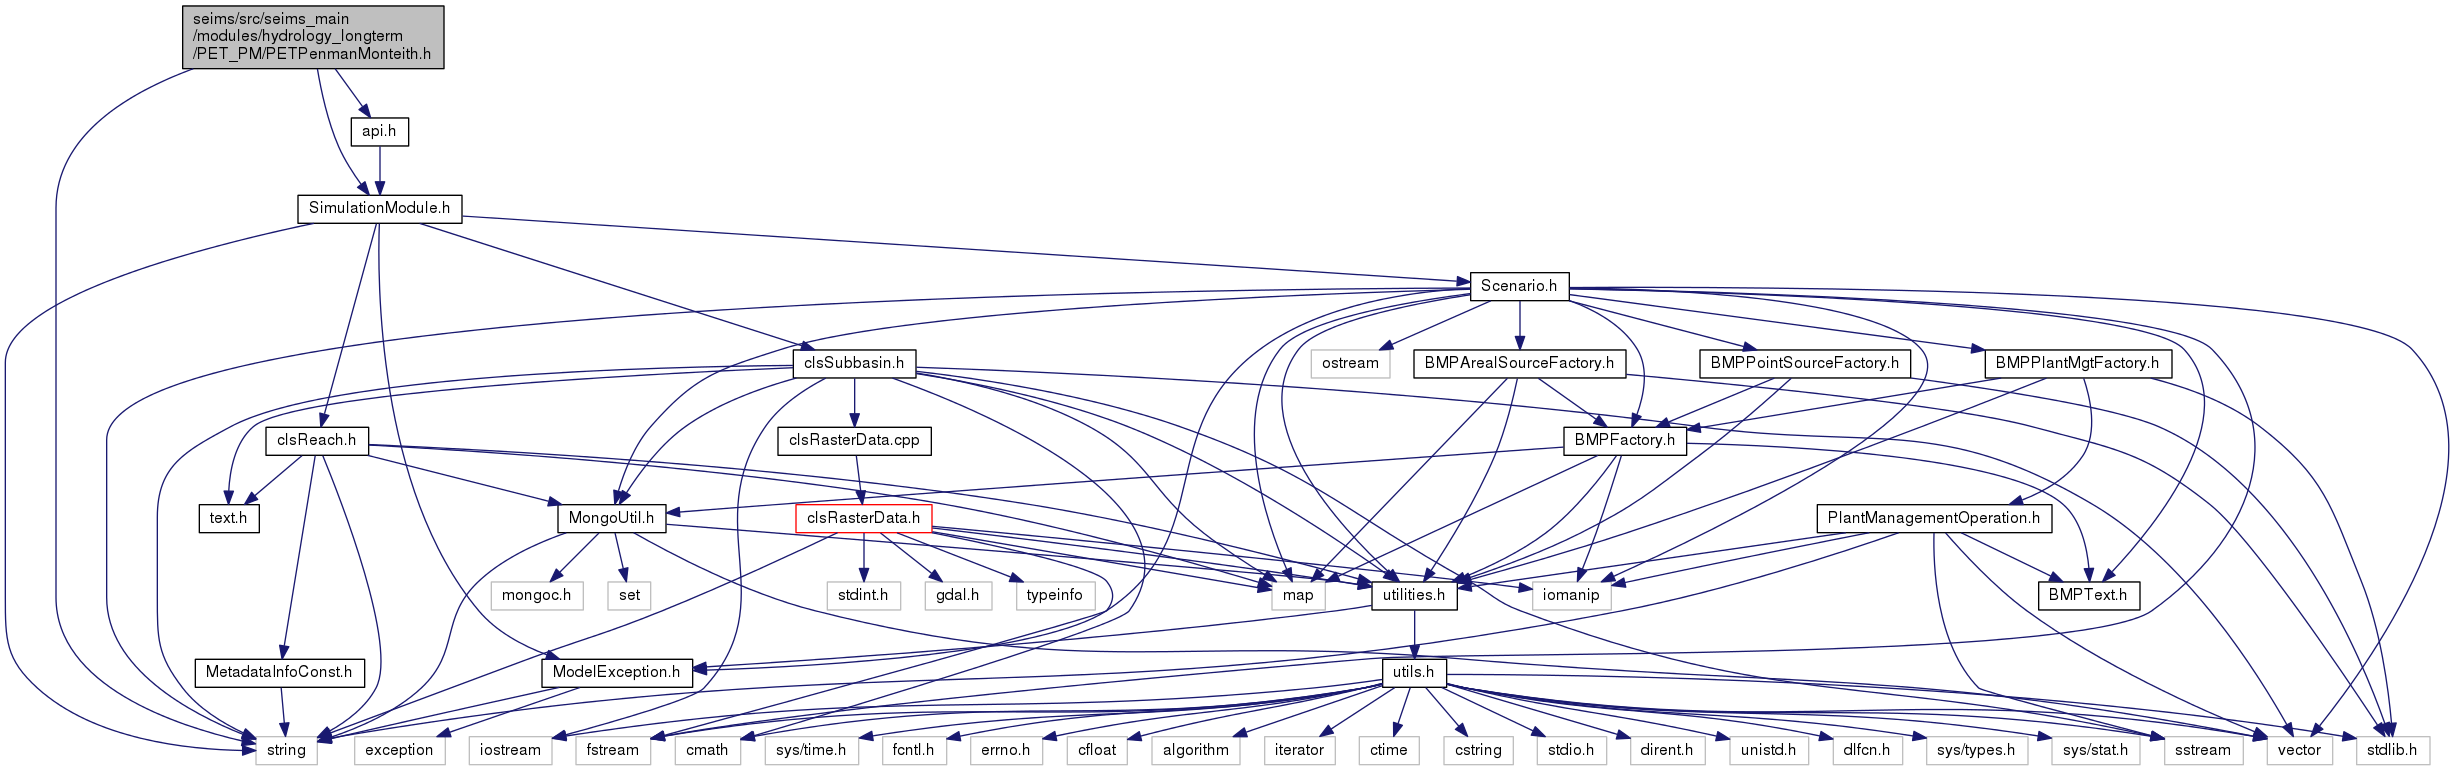 seims/src/seims_main
/modules/hydrology_longterm
/PET_PM/PETPenmanMonteith.h
api.h
SimulationModule.h
Scenario.h
clsSubbasin.h
ostream
BMPArealSourceFactory.h
BMPPointSourceFactory.h
BMPPlantMgtFactory.h
clsReach.h
clsRasterData.cpp
BMPFactory.h
text.h
MongoUtil.h
clsRasterData.h
PlantManagementOperation.h
mongoc.h
set
stdint.h
gdal.h
typeinfo
map
utilities.h
iomanip
BMPText.h
MetadataInfoConst.h
ModelException.h
utils.h
string
exception
iostream
fstream
cmath
sys/time.h
fcntl.h
errno.h
cfloat
algorithm
iterator
ctime
cstring
stdio.h
dirent.h
unistd.h
dlfcn.h
sys/types.h
sys/stat.h
sstream
vector
stdlib.h